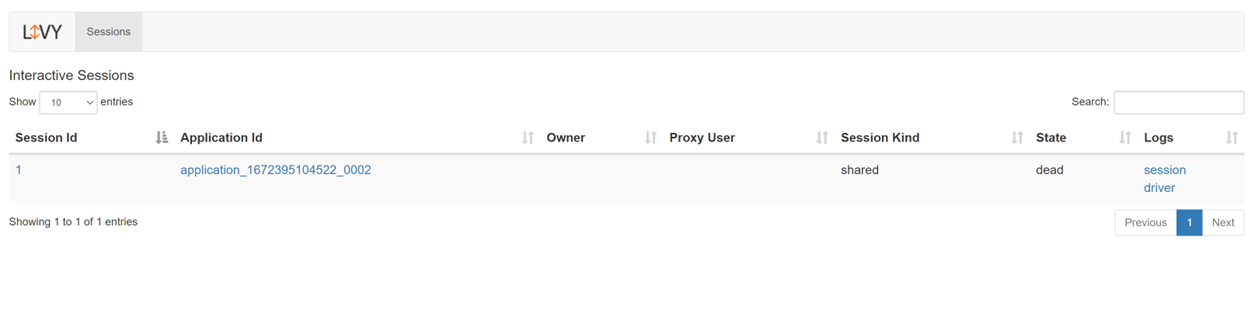 LIVY Sessions
Interactive Sessions
Show 10 entries Search:
Session Id Application Id Owner Proxy User Session Kind State Logs
1 application_1672395104522_0002 shared dead session
driver
Showing 1 to 1 of 1 entries Previous 1 Next